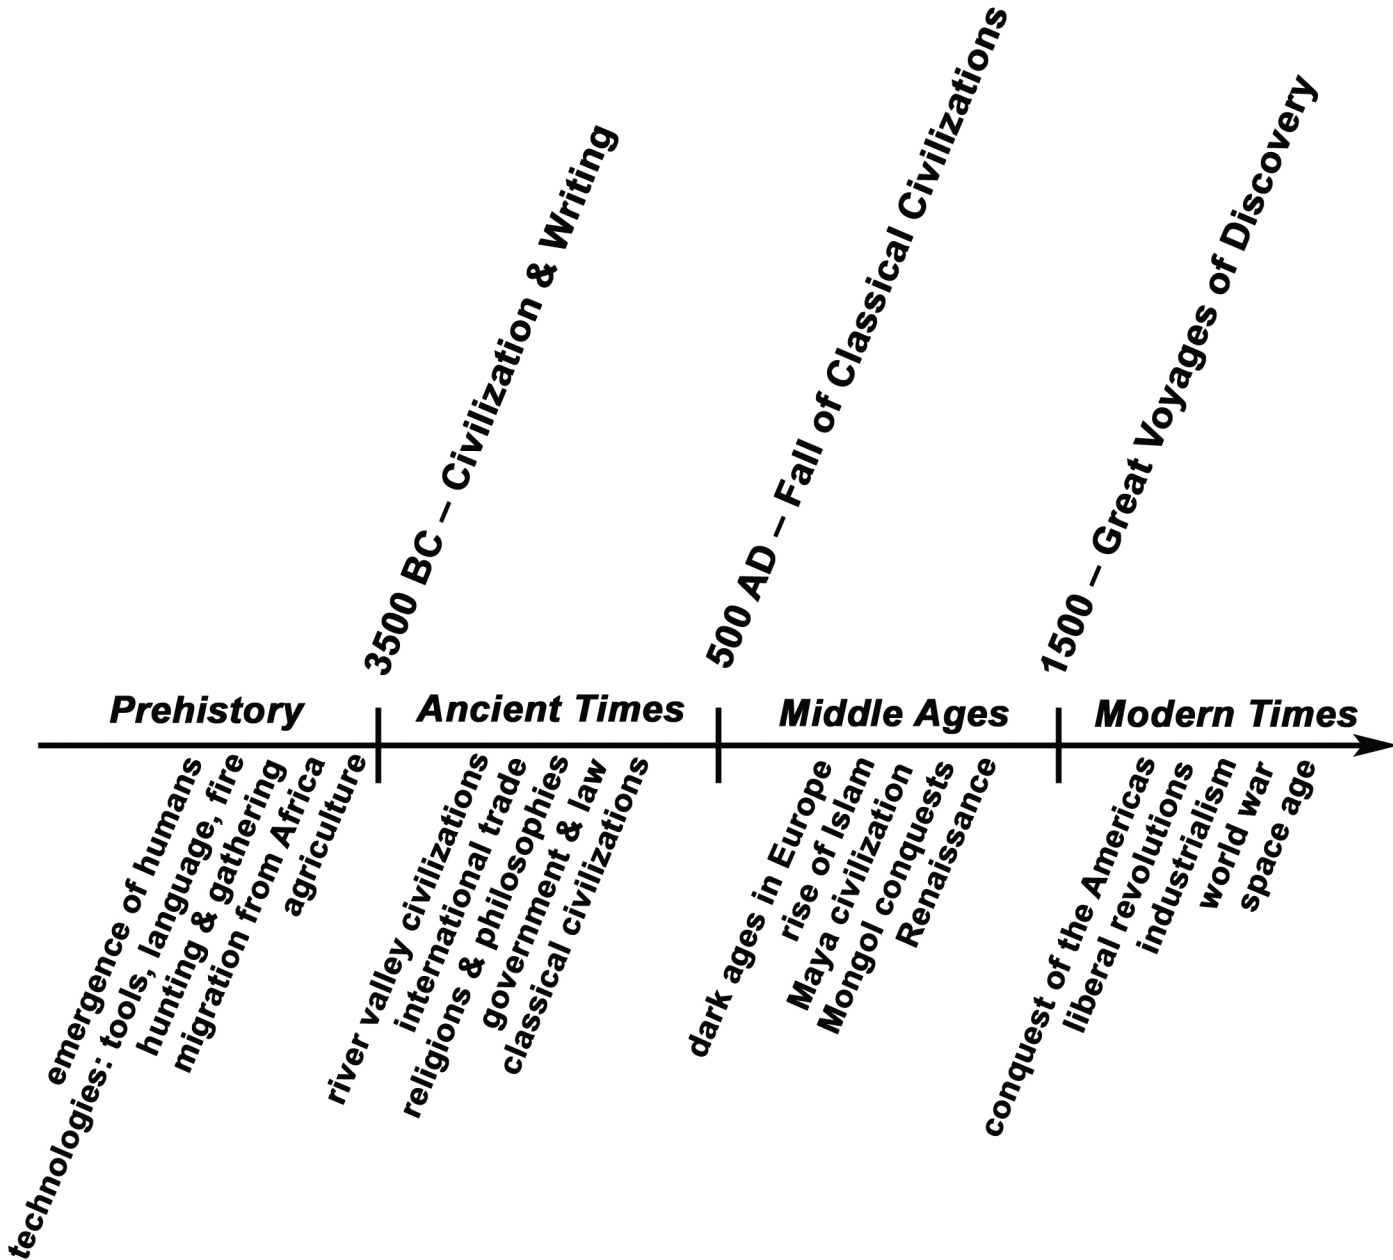 3500 BC – Civilization & Writing
500 AD – Fall of Classical Civilizations
1500 – Great Voyages of Discovery
Prehistory
Ancient Times
Middle Ages
Modern Times
emergence of humans
technologies: tools, language, fire
hunting & gathering
migration from Africa
agriculture
river valley civilizations
international trade
religions & philosophies
government & law
classical civilizations
dark ages in Europe
rise of Islam
Maya civilization
Mongol conquests
Renaissance
conquest of the Americas
liberal revolutions
industrialism
world war
space age